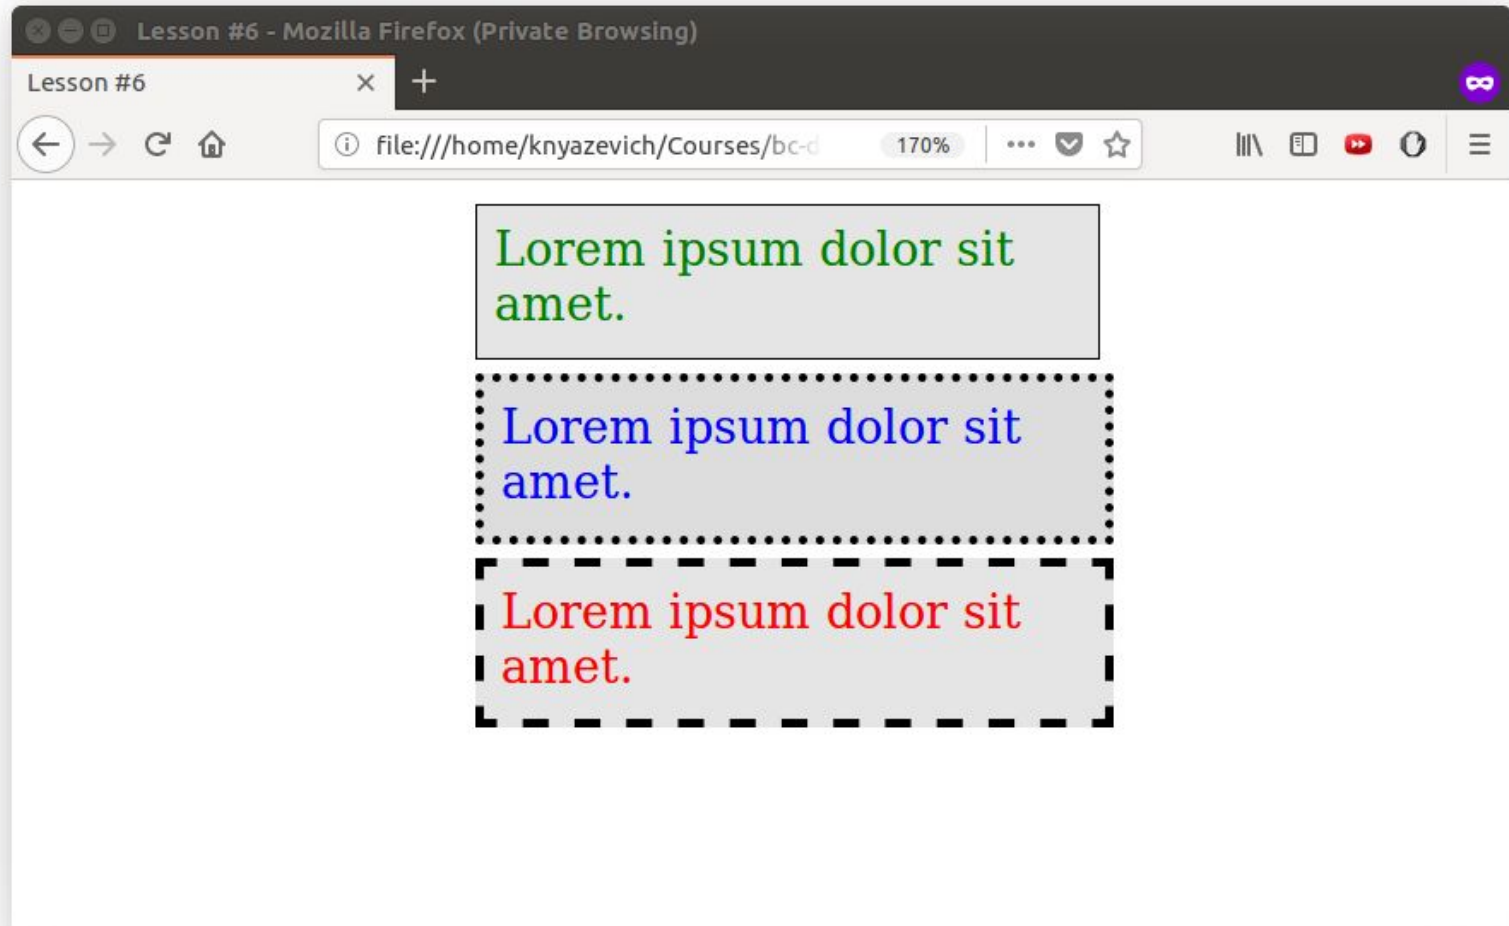 Lesson #6 - Mozilla Firefox (Private Browsing)
Lesson #6
file:///home/knyazevich/Courses/bc-d
170%
Lorem ipsum dolor sit
amet.
Lorem ipsum dolor sit
amet.
Lorem ipsum dolor sit
amet.